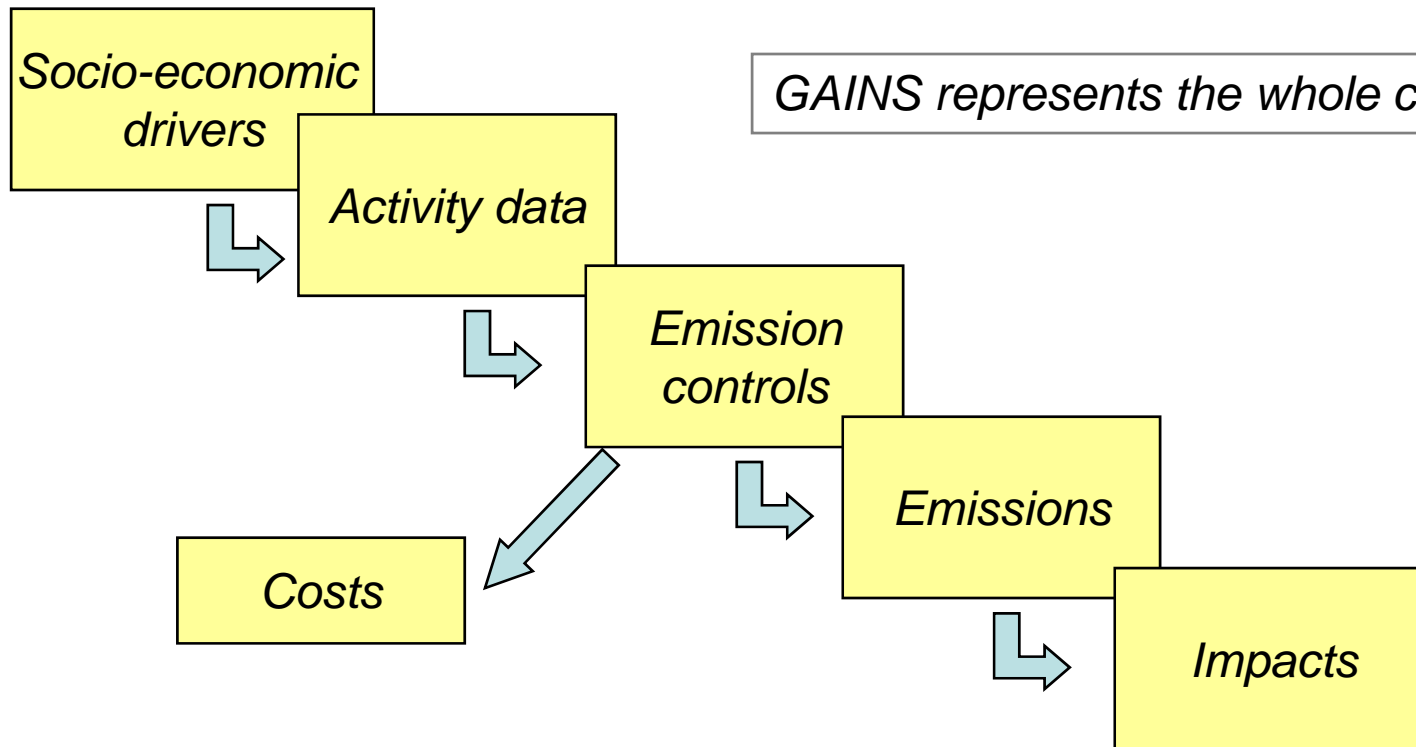 Socio-economic
drivers
GAINS represents the whole c
Activity data
Emission
controls
Emissions
Costs
Impacts